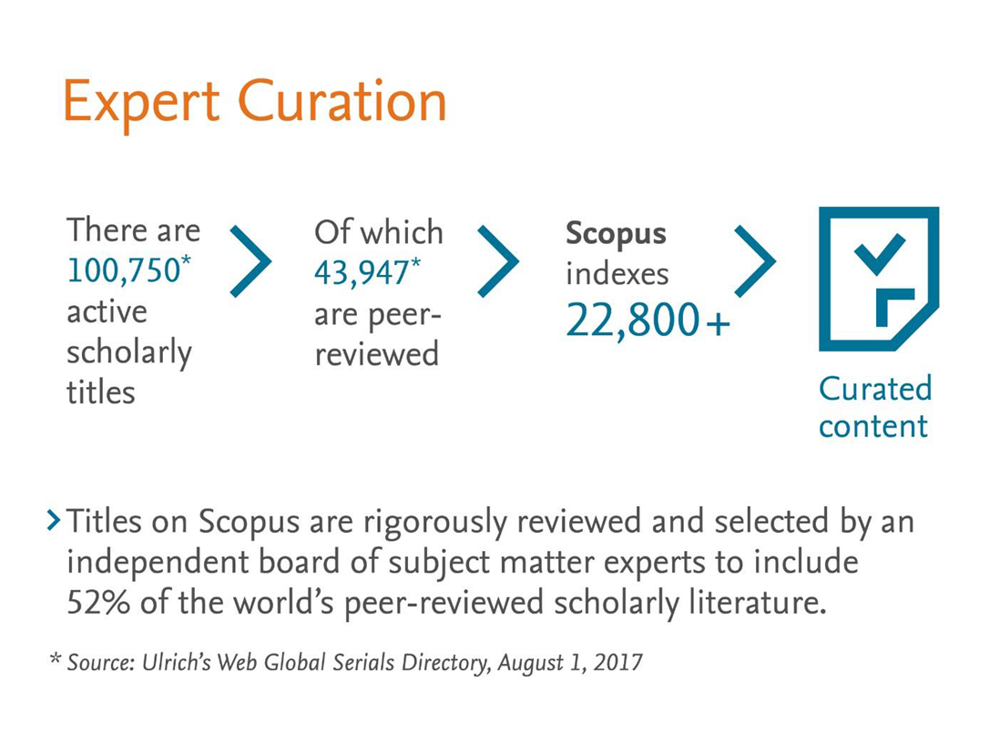 Expert Curation
There are
100,750*
active
scholarly
titles
Of which
43,947*
are peer-
reviewed
Scopus
indexes
22,800+
Curated
content
Titles on Scopus are rigorously reviewed and selected by an
independent board of subject matter experts to include
52% of the world’s peer-reviewed scholarly literature.
* Source: Ulrich’s Web Global Serials Directory, August 1, 2017